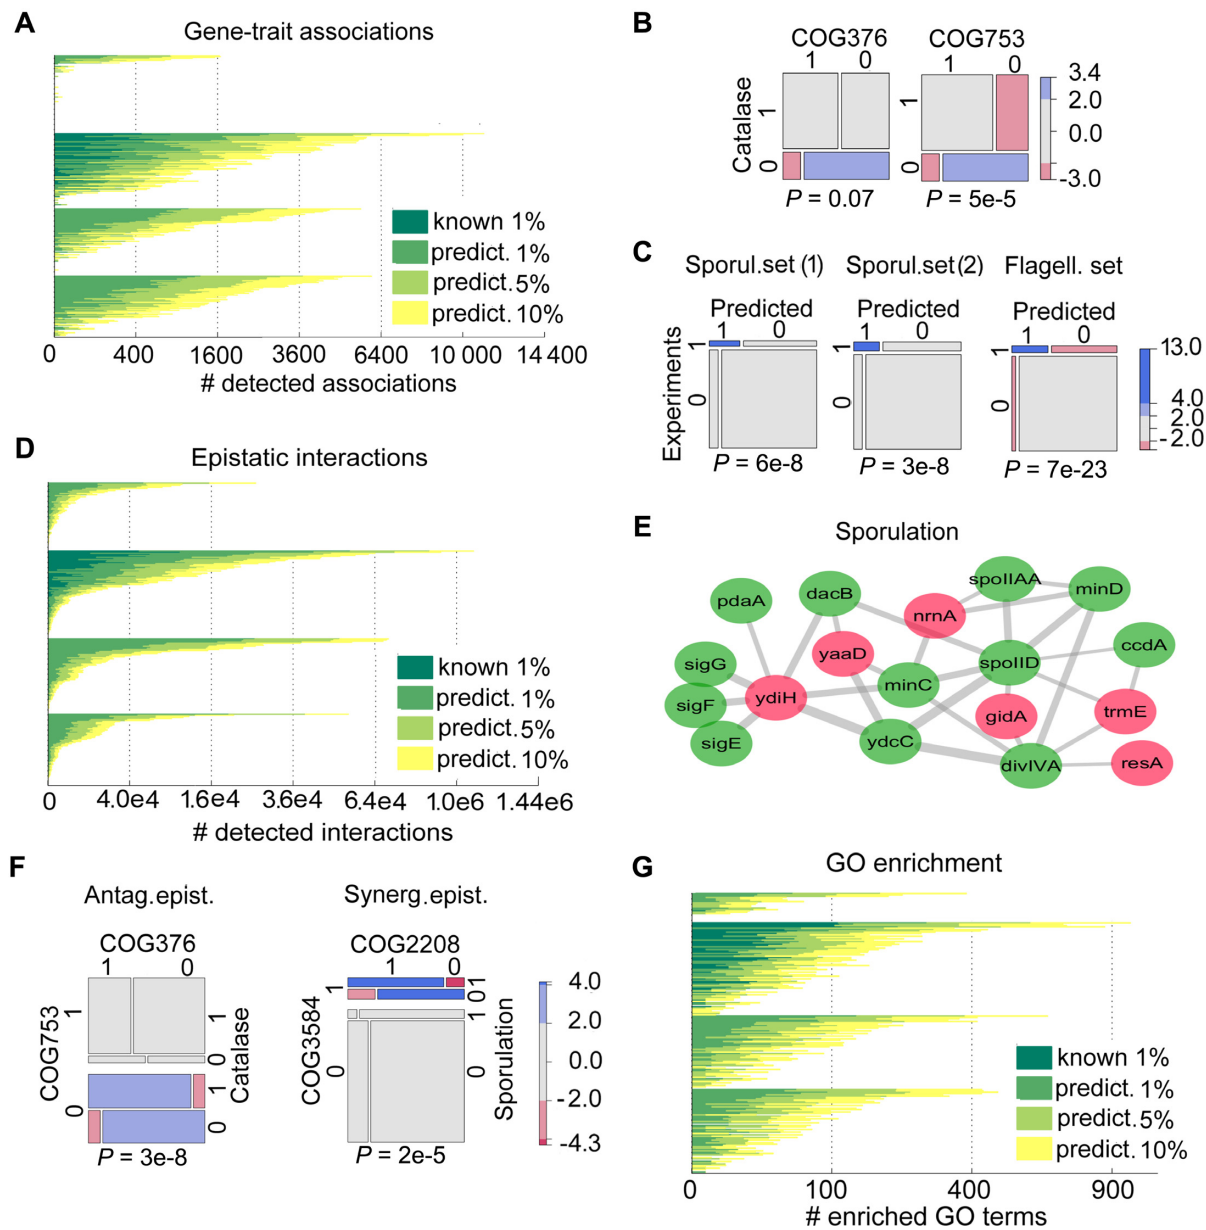 A
Gene-trait associations
known 1%
predict. 1%
predict. 5%
predict. 10%
0 400 1600 3600 6400 10 000 14 400
# detected associations
B
COG376 COG753
1 0 1 0
Catalase
1 0
1 0
3.4
2.0
0.0
-3.0
P = 0.07 P = 5e-5
C
Sporul.set (1) Sporul.set (2) Flagell. set
Predicted Predicted Predicted
1 0 1 0 1 0
Experiments
1 0 1 0 1 0
13.0
4.0
2.0
-2.0
P = 6e-8 P = 3e-8 P = 7e-23
D
Epistatic interactions
known 1%
predict. 1%
predict. 5%
predict. 10%
0 4.0e4 1.6e4 3.6e4 6.4e4 1.0e6 1.44e6
# detected interactions
E
Sporulation
spoIIAA
minD
pdaA
dacB
nrnA
ccdA
sigG
yaaD
spoIID
minC
sigF
ydiH
gidA
trmE
sigE
ydcC
divIVA
resA
F
Antag.epist. Synerg.epist.
COG376 COG2208
1 0 1 0
COG753
1 0
Catalase
1 0 1 0
COG3584
1 0
Sporulation
1 0 1 0
4.0
2.0
0.0
-2.0
-4.3
P = 3e-8 P = 2e-5
G
GO enrichment
known 1%
predict. 1%
predict. 5%
predict. 10%
0 100 400 900
# enriched GO terms